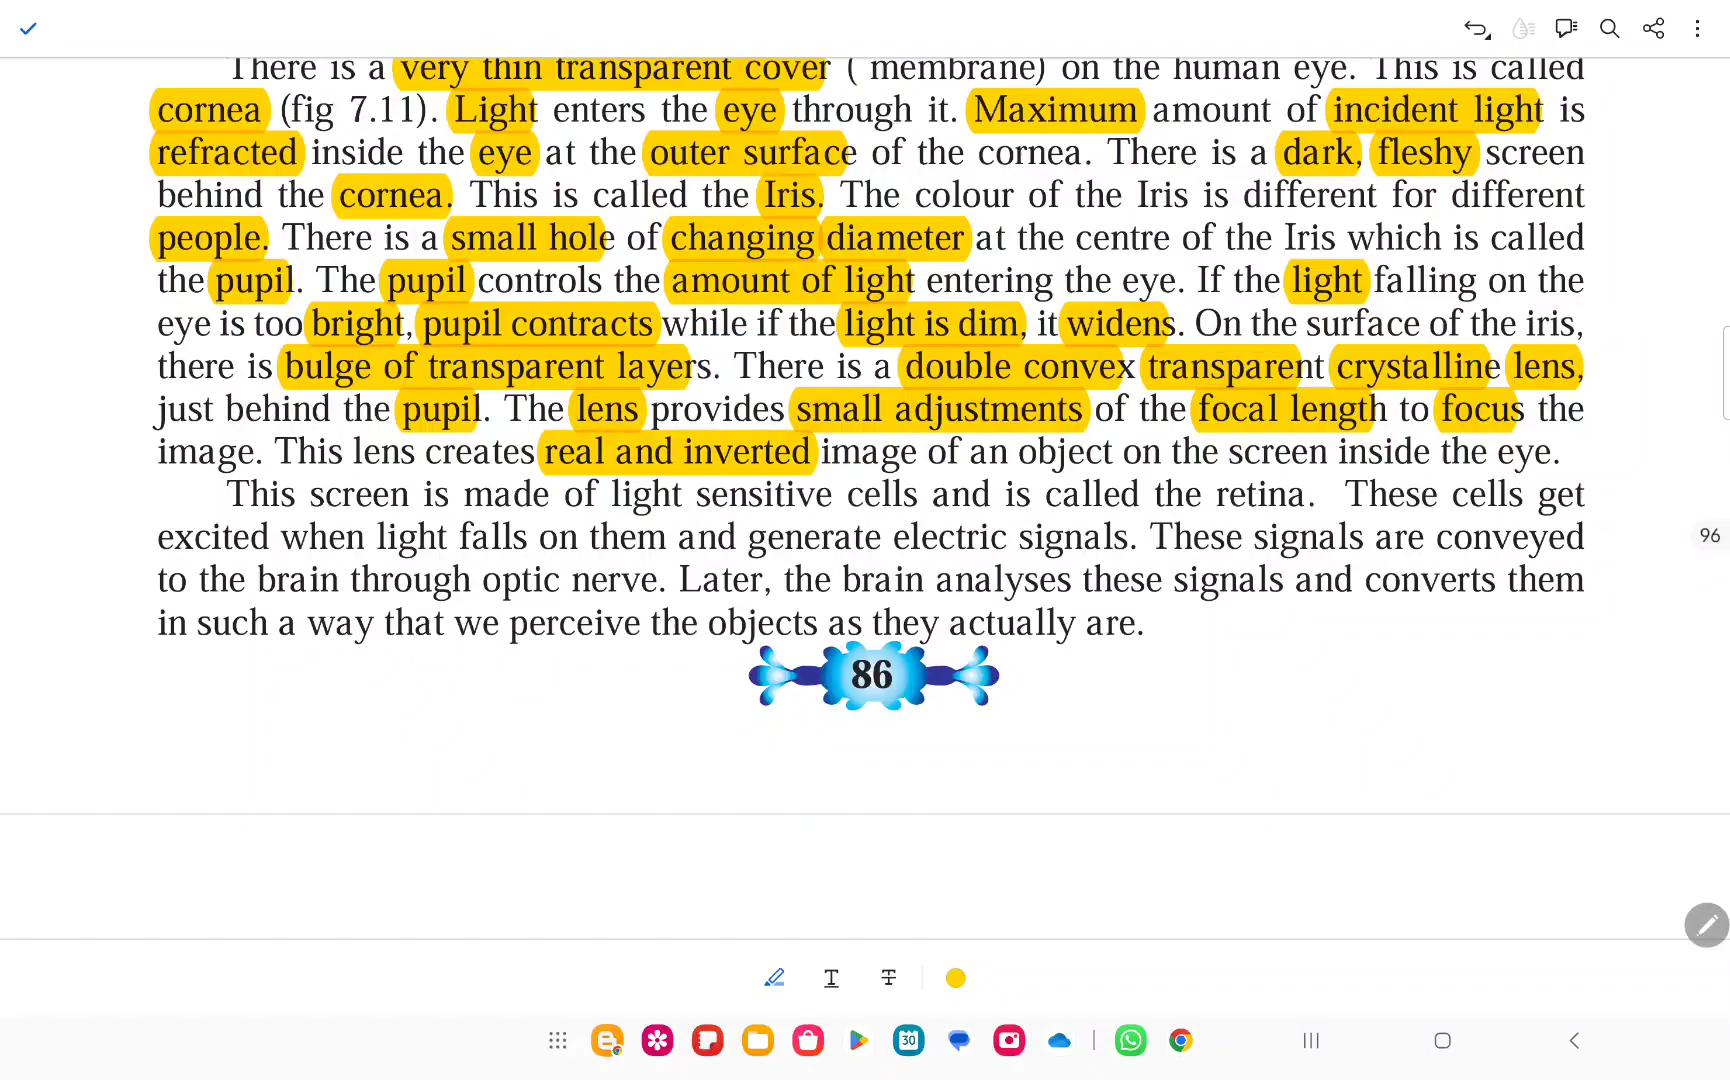 There is a very thin transparent cover ( membrane) on the human eye. This is called
cornea (fig 7.11). Light enters the eye through it. Maximum amount of incident light is
refracted inside the eye at the outer surface of the cornea. There is a dark, fleshy screen
behind the cornea. This is called the Iris. The colour of the Iris is different for different
people. There is a small hole of changing diameter at the centre of the Iris which is called
the pupil. The pupil controls the amount of light entering the eye. If the light falling on the
eye is too bright, pupil contracts while if the light is dim, it widens. On the surface of the iris,
there is bulge of transparent layers. There is a double convex transparent crystalline lens,
just behind the pupil. The lens provides small adjustments of the focal length to focus the
image. This lens creates real and inverted image of an object on the screen inside the eye.
This screen is made of light sensitive cells and is called the retina. These cells get
excited when light falls on them and generate electric signals. These signals are conveyed
96
to the brain through optic nerve. Later, the brain analyses these signals and converts them
in such a way that we perceive the objects as they actually are.
86
T T
30